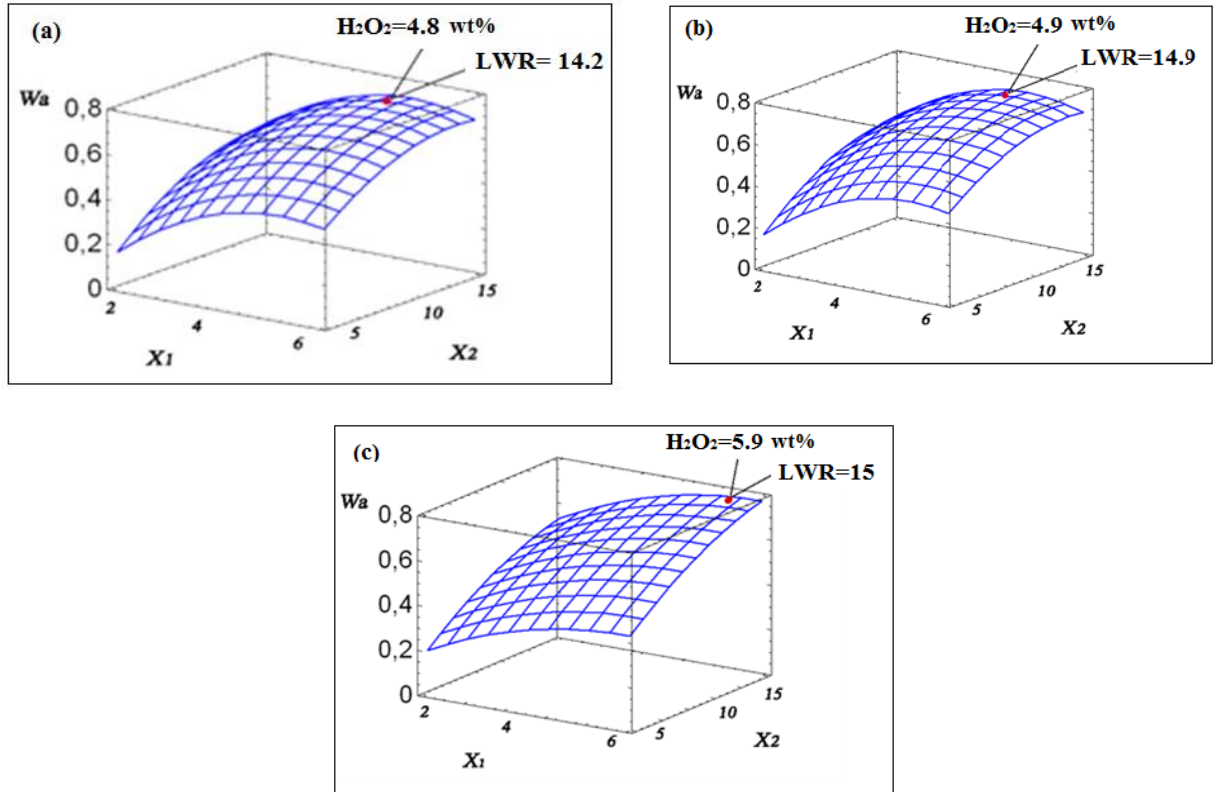 (a)
H₂O₂=4.8 wt%
LWR= 14.2
Wa
0,8
0,6
0,4
0,2
0
2
4
6
5
10
15
X1
X2
(b)
H₂O₂=4.9 wt%
LWR=14.9
Wa
0,8
0,6
0,4
0,2
0
2
4
6
5
10
15
X1
X2
(c)
H₂O₂=5.9 wt%
LWR=15
Wa
0,8
0,6
0,4
0,2
0
2
4
6
5
10
15
X1
X2